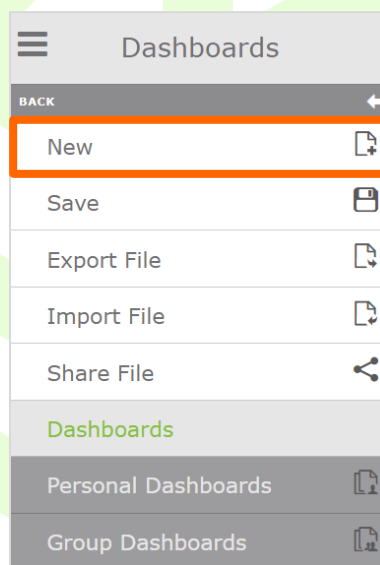 Dashboards
BACK
New
Save
Export File
Import File
Share File
Dashboards
Personal Dashboards
Group Dashboards